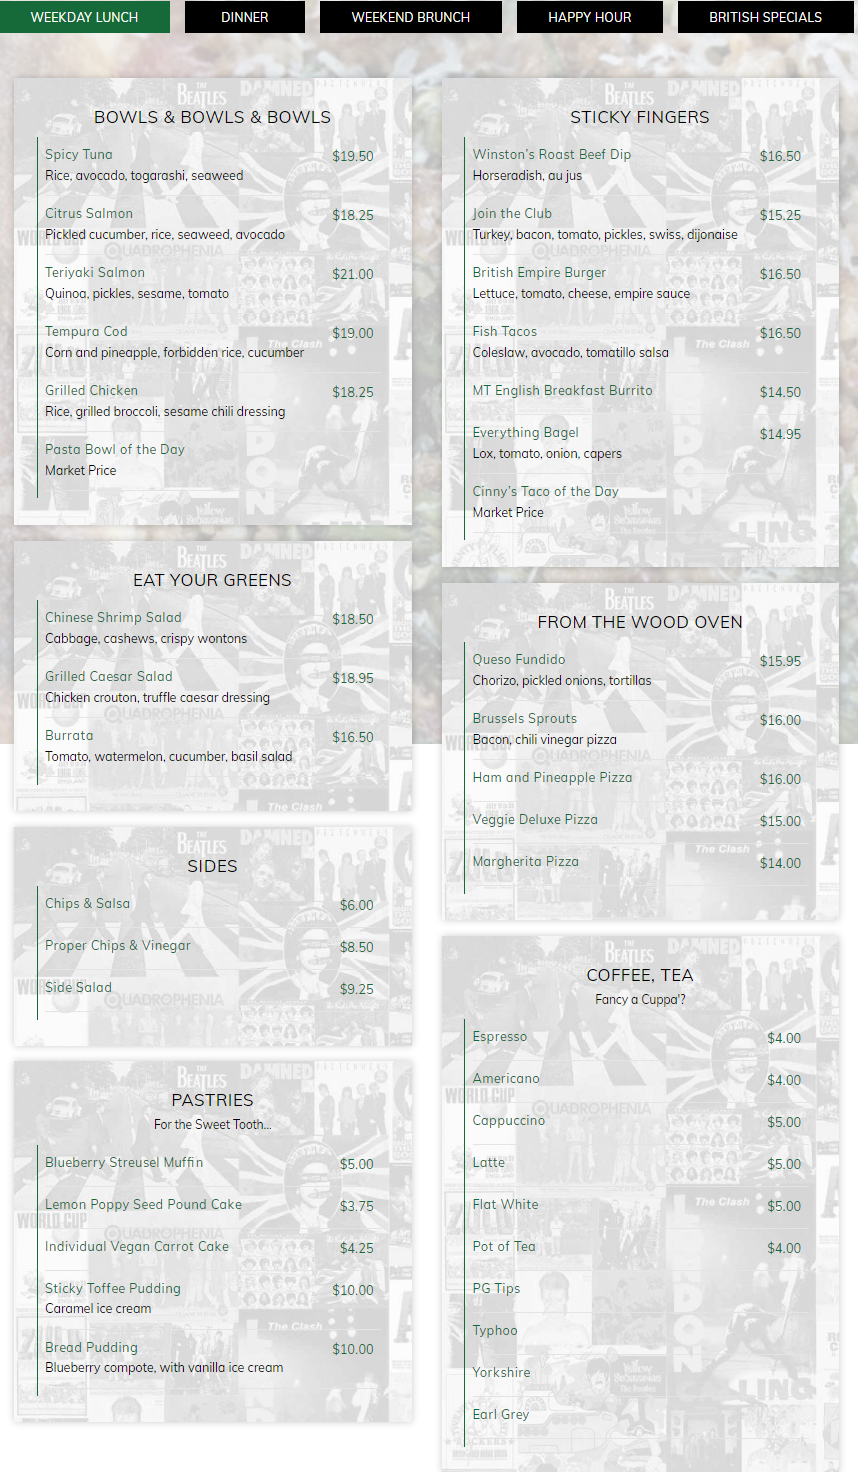 WEEKDAY LUNCH
DINNER
WEEKEND BRUNCH
HAPPY HOUR
BRITISH SPECIALS
BOWLS & BOWLS & BOWLS
Spicy Tuna $19.50
Rice, avocado, togarashi, seaweed
Citrus Salmon $18.25
Pickled cucumber, rice, seaweed, avocado
Teriyaki Salmon $21.00
Quinoa, pickles, sesame, tomato
Tempura Cod $19.00
Corn and pineapple, forbidden rice, cucumber
Grilled Chicken $18.25
Rice, grilled broccoli, sesame chili dressing
Pasta Bowl of the Day
Market Price
EAT YOUR GREENS
Chinese Shrimp Salad $18.50
Cabbage, cashews, crispy wontons
Grilled Caesar Salad $18.95
Chicken crouton, truffle caesar dressing
Burrata $16.50
Tomato, watermelon, cucumber, basil salad
SIDES
Chips & Salsa $6.00
Proper Chips & Vinegar $8.50
Side Salad $9.25
PASTRIES
For the Sweet Tooth...
Blueberry Streusel Muffin $5.00
Lemon Poppy Seed Pound Cake $3.75
Individual Vegan Carrot Cake $4.25
Sticky Toffee Pudding $10.00
Caramel ice cream
Bread Pudding $10.00
Blueberry compote, with vanilla ice cream
STICKY FINGERS
Winston's Roast Beef Dip $16.50
Horseradish, au jus
Join the Club $15.25
Turkey, bacon, tomato, pickles, swiss, dijonaise
British Empire Burger $16.50
Lettuce, tomato, cheese, empire sauce
Fish Tacos $16.50
Coleslaw, avocado, tomatillo salsa
MT English Breakfast Burrito $14.50
Everything Bagel $14.95
Lox, tomato, onion, capers
Cinny's Taco of the Day
Market Price
FROM THE WOOD OVEN
Queso Fundido $15.95
Chorizo, pickled onions, tortillas
Brussels Sprouts $16.00
Bacon, chili vinegar pizza
Ham and Pineapple Pizza $16.00
Veggie Deluxe Pizza $15.00
Margherita Pizza $14.00
COFFEE, TEA
Fancy a Cuppa'?
Espresso $4.00
Americano $4.00
Cappuccino $5.00
Latte $5.00
Flat White $5.00
Pot of Tea $4.00
PG Tips
Typhoo
Yorkshire
Earl Grey